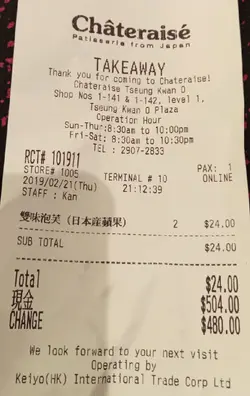 Châteraisé
Patisserie from Japan
TAKEAWAY
Thank you for coming to Chateraise!
Chateraise Tseung Kwan O
Shop Nos 1-141 & 1-142, level 1,
Tseung Kwan O Plaza
Operation Hour
Sun-Thur:8:30am to 10:00pm
Fri-Sat: 8:30am to 10:30pm
TEL : 2907-2833
RCT# 101911 PAX: 1
STORE# 1005 TERMINAL # 10 ONLINE
2019/02/21(Thu) 21:12:39
STAFF : Kan
雙味泡芙（日本産蘋果） 2 $24.00
SUB TOTAL $24.00
Total $24.00
現金 $504.00
CHANGE $480.00
We look forward to your next visit
Operating by
Keiyo(HK) International Trade Corp Ltd